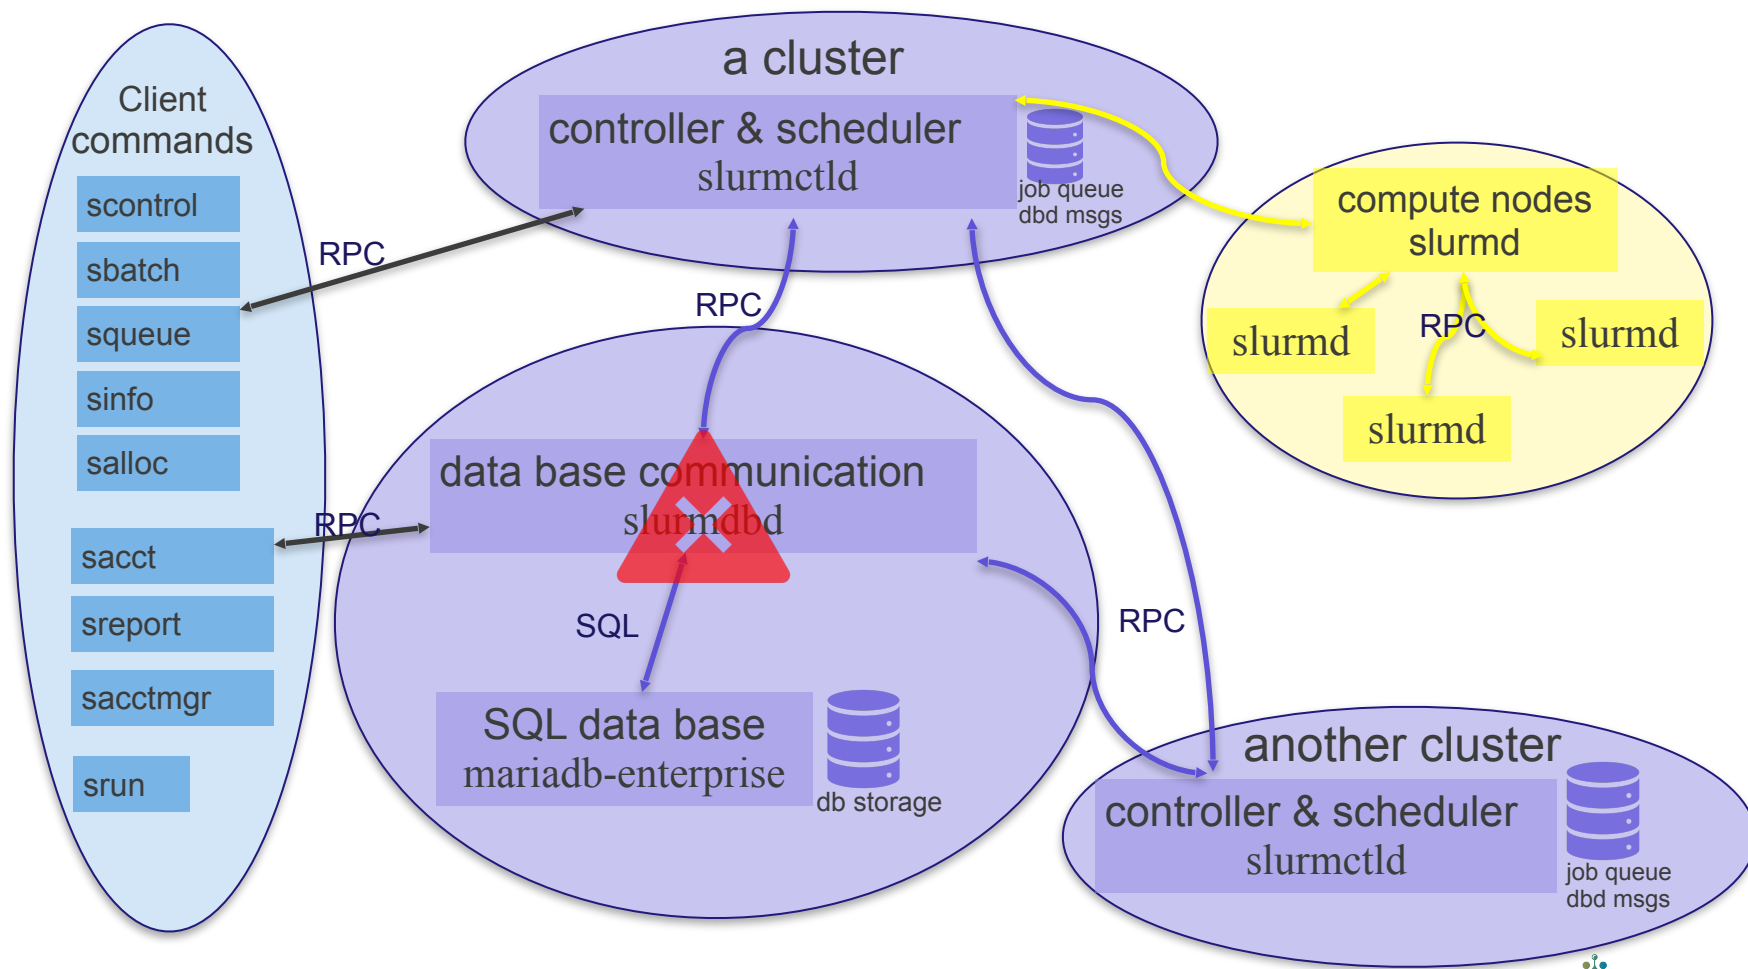 Client
commands
scontrol
sbatch
squeue
sinfo
salloc
sacct
sreport
sacctmgr
srun
RPC
RPC
a cluster
controller & scheduler
slurmctld
job queue
dbd msgs
RPC
data base communication
slurmdbd
SQL
SQL data base
mariadb-enterprise
db storage
RPC
compute nodes
slurmd
slurmd
RPC
slurmd
slurmd
another cluster
controller & scheduler
slurmctld
job queue
dbd msgs